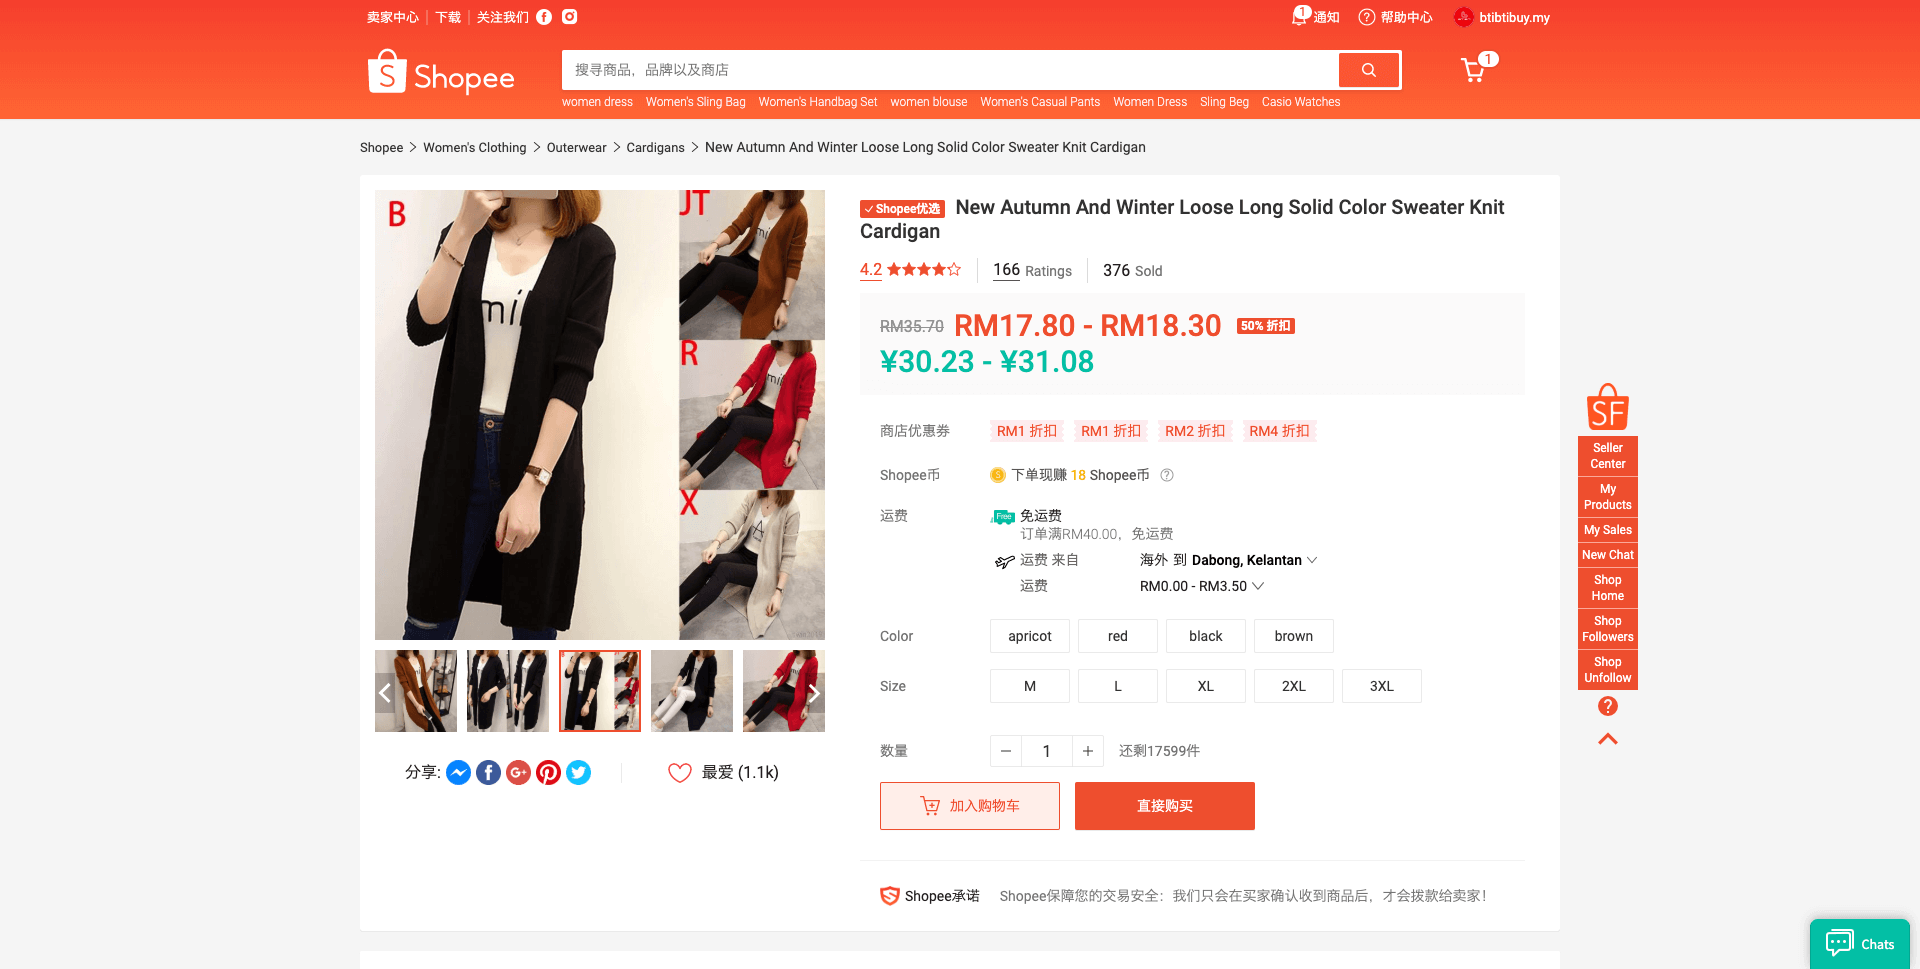 卖家中心 下载 关注我们
1 通知 帮助中心 btibtibuy.my
Shopee
搜寻商品，品牌以及商店
1
women dress Women's Sling Bag Women's Handbag Set women blouse Women's Casual Pants Women Dress Sling Beg Casio Watches
Shopee > Women's Clothing > Outerwear > Cardigans > New Autumn And Winter Loose Long Solid Color Sweater Knit Cardigan
B
R
X
Shopee优选 New Autumn And Winter Loose Long Solid Color Sweater Knit
Cardigan
4.2 166 Ratings 376 Sold
RM35.70 RM17.80 - RM18.30 50% 折扣
¥30.23 - ¥31.08
商店优惠券 RM1 折扣 RM1 折扣 RM2 折扣 RM4 折扣
Shopee币 下单现赚 18 Shopee币
运费 Free 免运费
订单满RM40.00，免运费
运费 来自 海外 到 Dabong, Kelantan
运费 RM0.00 - RM3.50
Color apricot red black brown
Size M L XL 2XL 3XL
数量 1 还剩17599件
加入购物车 直接购买
分享: 最爱 (1.1k)
Shopee承诺 Shopee保障您的交易安全：我们只会在买家确认收到商品后，才会拨款给卖家！
SF
Seller
Center
My
Products
My Sales
New Chat
Shop
Home
Shop
Followers
Shop
Unfollow
Chats